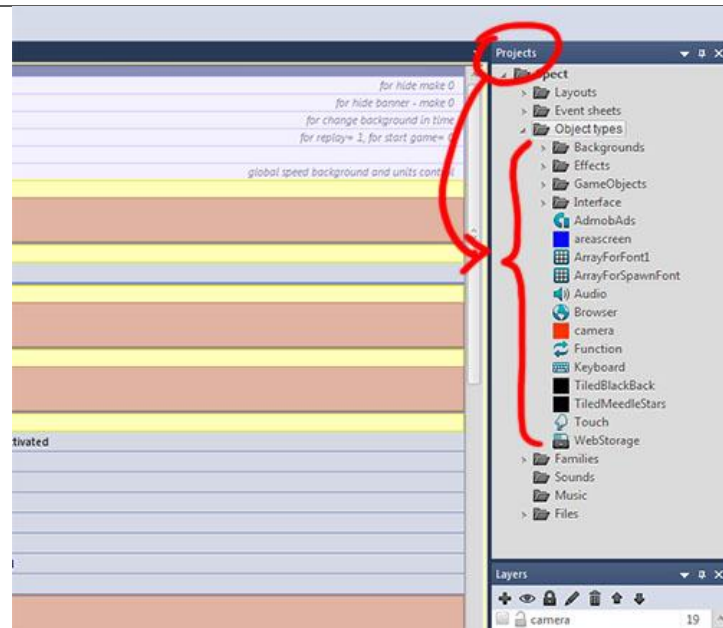 for hide make 0
for hide banner - make 0
for change background in time
for replay= 1, for start game=
global speed background and units control
tivated
Projects
Layouts
Event sheets
Object types
Backgrounds
Effects
GameObjects
Interface
AdmobAds
areascreen
ArrayForFont1
ArrayForSpawnFont
Audio
Browser
camera
Function
Keyboard
TiledBlackBack
TiledMeedleStars
Touch
WebStorage
Families
Sounds
Music
Files
Layers
camera 19